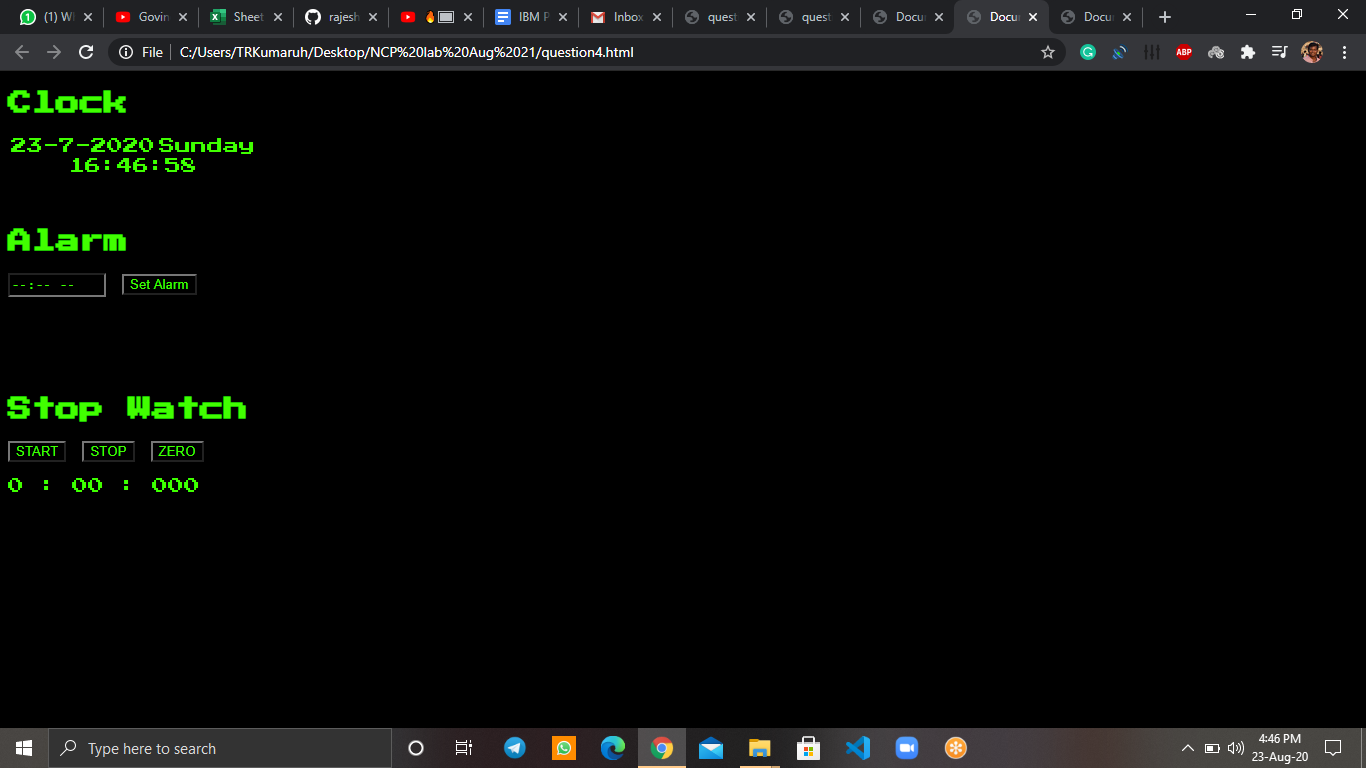 (1) W
Govin
Sheet
rajesh
IBM P
Inbox
quest
quest
Docu
Docu
Docu
File
C:/Users/TRKumaruh/Desktop/NCP%20lab%20Aug%2021/question4.html
ABP
Clock
23-7-2020 Sunday
16:46:58
Alarm
--:-- --
Set Alarm
Stop Watch
START STOP ZERO
0 : 00 : 000
Type here to search
4:46 PM
23-Aug-20